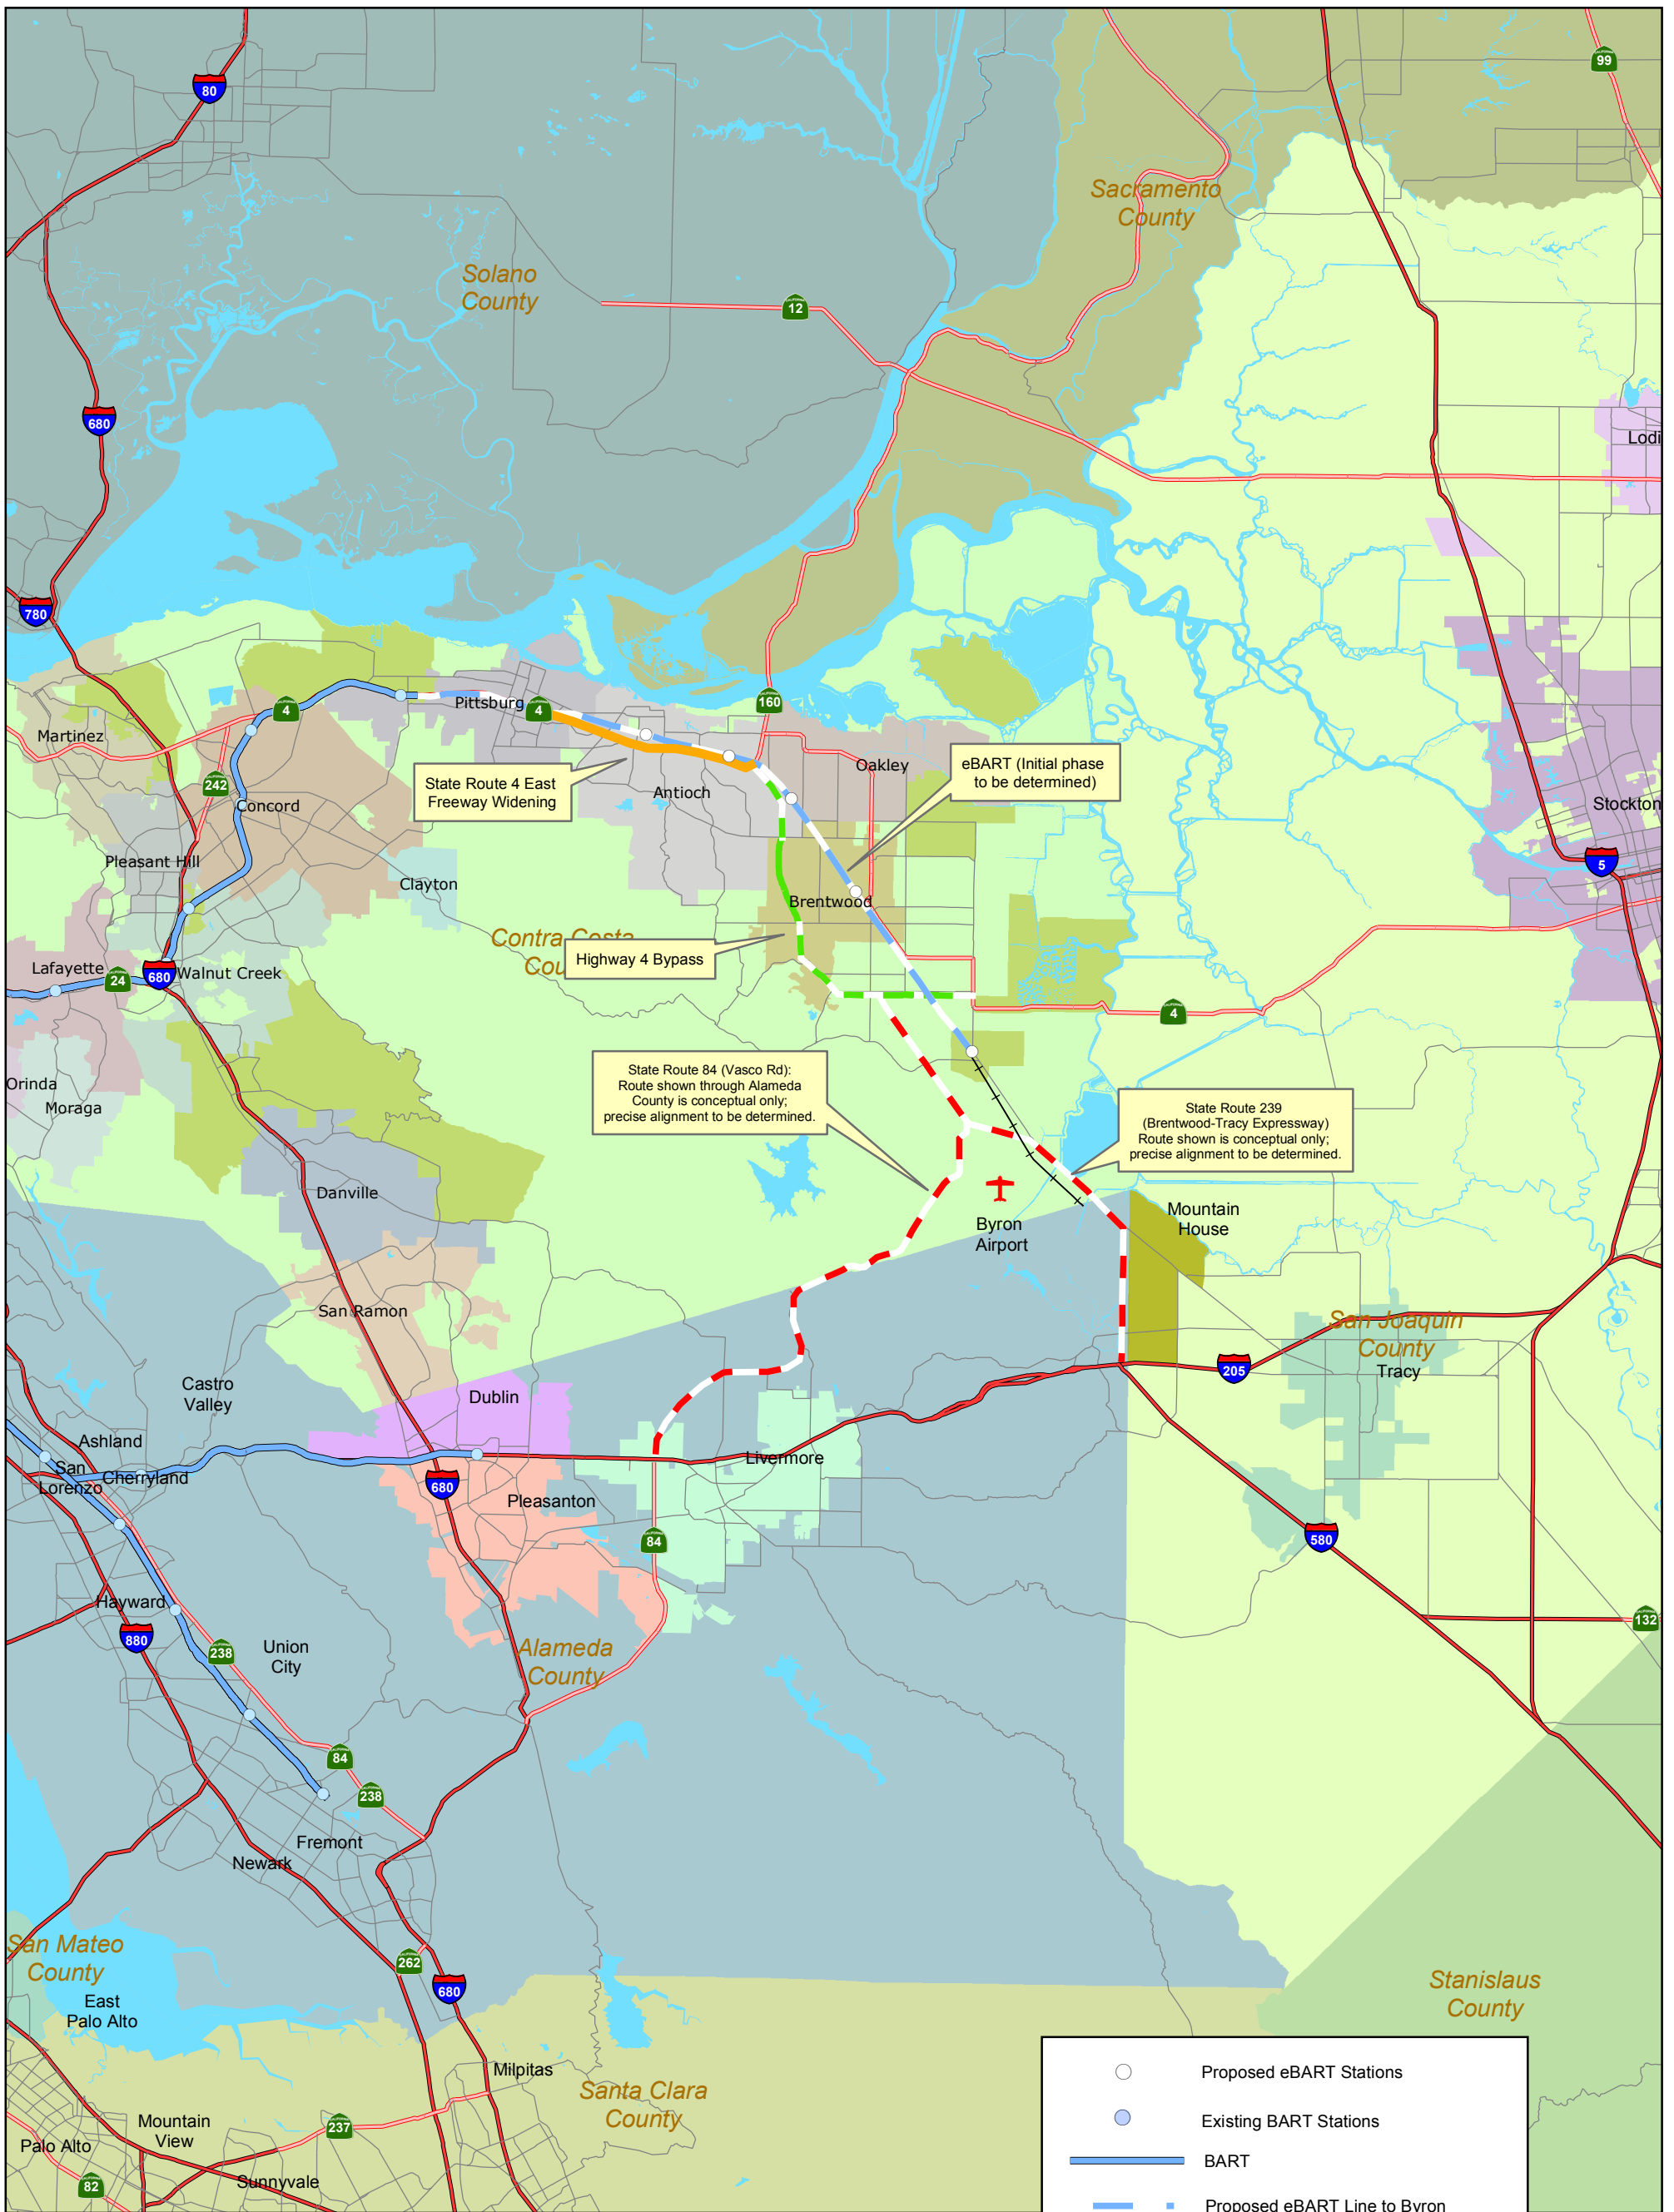 80
99
Sacramento
County
Solano
County
12
680
Lodi
780
Pittsburg
4
4
160
Martinez
State Route 4 East
Freeway Widening
eBART (Initial phase
to be determined)
Oakley
242
Concord
Antioch
Stockton
Pleasant Hill
5
Clayton
Brentwood
Contra Costa
Cou
Highway 4 Bypass
Lafayette
24
680
Walnut Creek
4
State Route 84 (Vasco Rd):
Route shown through Alameda
County is conceptual only;
precise alignment to be determined.
Orinda
Moraga
State Route 239
(Brentwood-Tracy Expressway)
Route shown is conceptual only;
precise alignment to be determined.
Danville
Mountain
House
Byron
Airport
San Ramon
San Joaquin
County
Tracy
205
Castro
Valley
Dublin
Ashland
San
Lorenzo
Cherryland
Livermore
680
Pleasanton
84
580
Hayward
132
880
238
Union
City
Alameda
County
84
238
Fremont
Newark
San Mateo
County
262
680
East
Palo Alto
Stanislaus
County
Milpitas
Santa Clara
County
Mountain
View
237
Palo Alto
82
Sunnyvale
Proposed eBART Stations
Existing BART Stations
BART
Proposed eBART Line to Byron